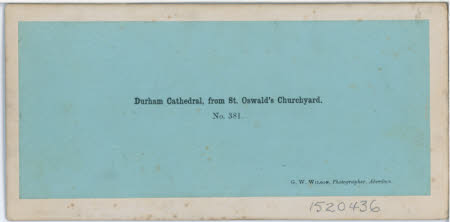 Durham Cathedral, from St. Oswald's Churchyard.
No. 381.
G. W. Wilson, Photographer, Aberdeen.
1520436